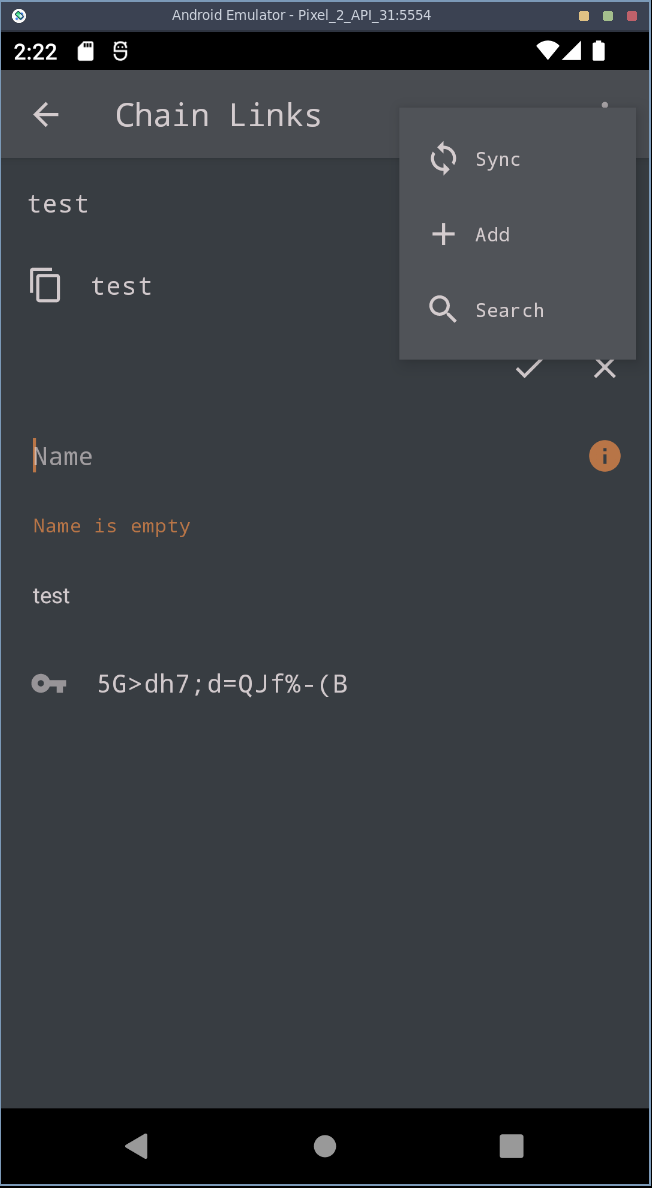 Android Emulator - Pixel_2_API_31:5554
2:22
Chain Links
Sync
Add
Search
test
test
Name
Name is empty
test
5G>dh7;d=QJf%-(B